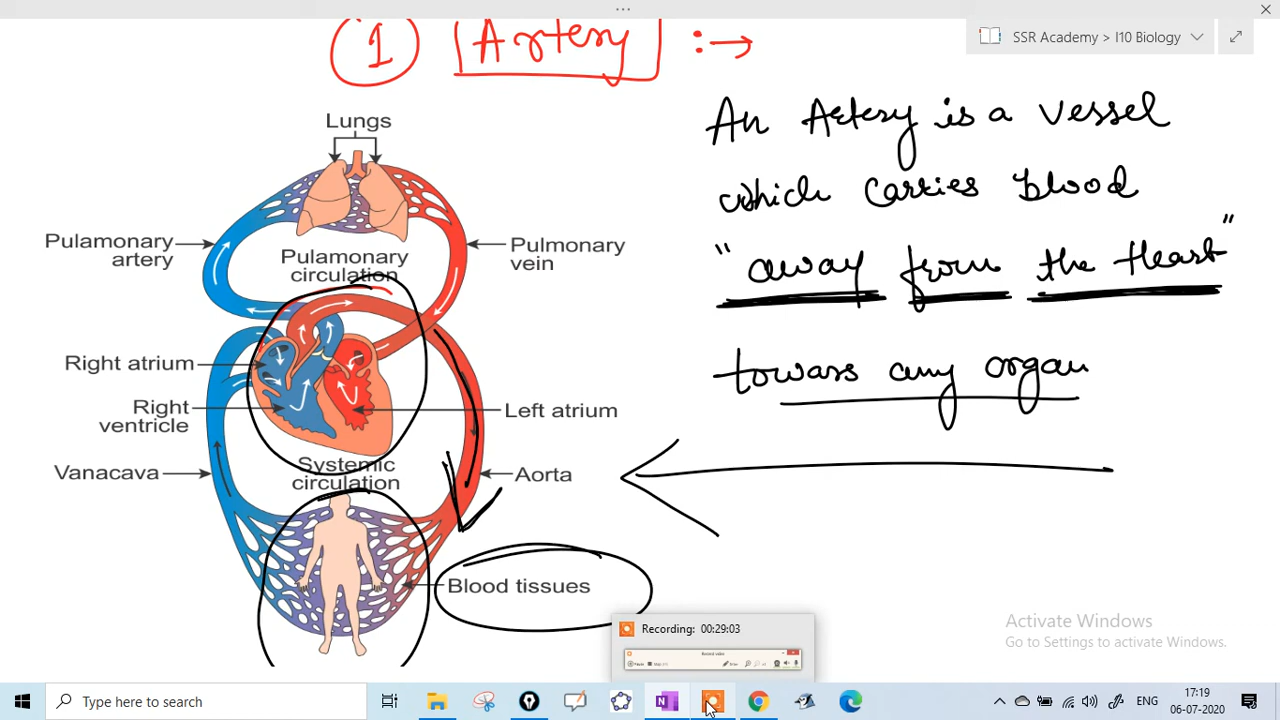 SSR Academy > I10 Biology
1 Artery :→
An Artery is a vessel
which carries blood
"away from the Heart"
towars any organ
Lungs
Pulamonary
artery
Pulmonary
vein
Pulamonary
circulation
Right atrium
Right
ventricle
Left atrium
Vanacava
Systemic
circulation
Aorta
Blood tissues
Recording: 00:29:03
Activate Windows
Go to Settings to activate Windows.
Type here to search
ENG
17:19
06-07-2020